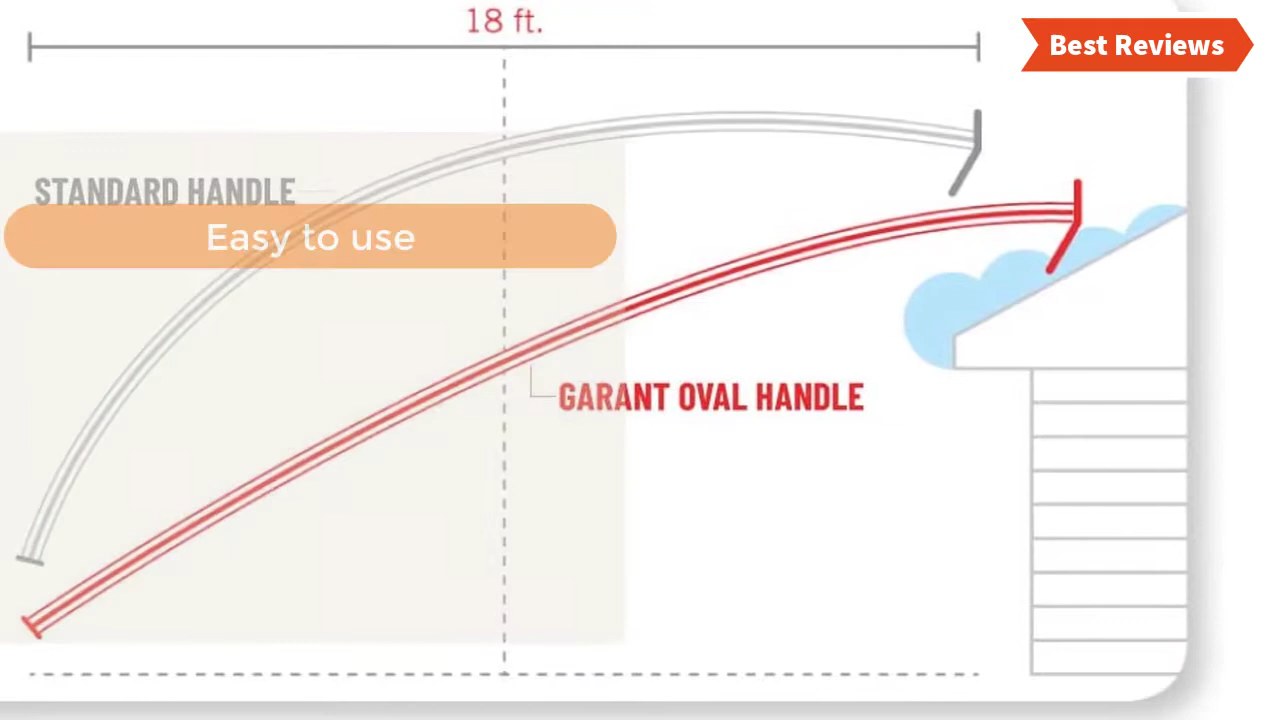 18 ft.
Best Reviews
STANDARD HANDLE
Easy to use
GARANT OVAL HANDLE